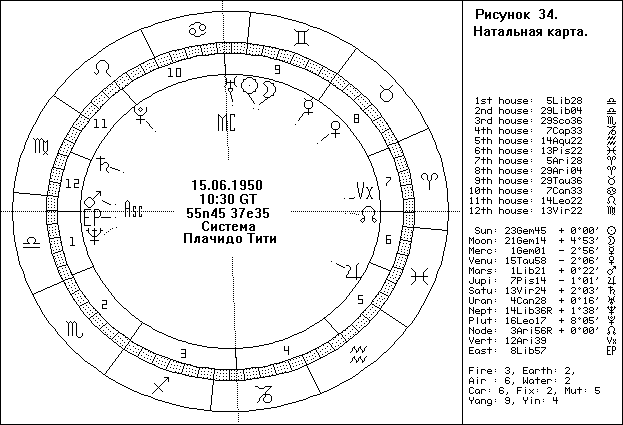 Рисунок 34.
Натальная карта.
10
9
11
8
MC
12
7
15.06.1950
10:30 GT
55n45 37e35
Система
Плачидо Тити
Vx
Asc
EP
1
6
2
5
3
4
1st house: 5Lib28 ♎
2nd house: 29Lib04 ♎
3rd house: 29Sco36 ♏
4th house: 7Cap33 ♑
5th house: 14Aqu22 ♒
6th house: 13Pis22 ♓
7th house: 5Ari28 ♈
8th house: 29Ari04 ♈
9th house: 29Tau36 ♉
10th house: 7Can33 ♋
11th house: 14Leo22 ♌
12th house: 13Vir22 ♍
Sun: 23Gem45 + 0°00' ☉
Moon: 21Gem14 + 4°53' ☽
Merc: 1Gem01 - 2°56' ☿
Venu: 15Tau58 - 2°06' ♀
Mars: 1Lib21 + 0°22' ♂
Jupi: 7Pis14 - 1°01' ♃
Satu: 13Vir24 + 2°03' ♄
Uran: 4Can28 + 0°16' ♅
Nept: 14Lib36R + 1°38' ♆
Plut: 16Leo17 + 8°05' ♇
Node: 3Ari56R + 0°00' ☊
Vert: 12Ari39 Vx
East: 8Lib57 EP
Fire: 3, Earth: 2,
Air : 6, Water: 2
Car: 6, Fix: 2, Mut: 5
Yang: 9, Yin: 4